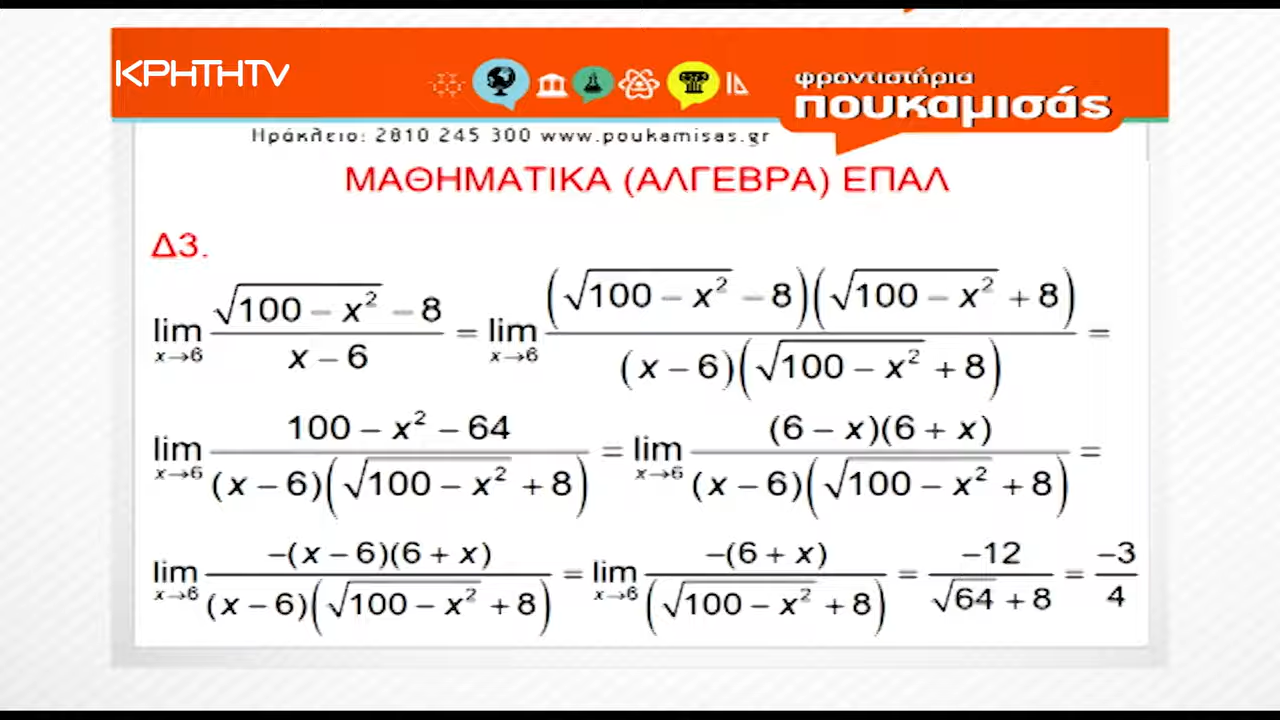 ΚΡΗΤΗTV
φροντιστήρια
πουκαμισάς
Ηράκλειο: 2810 245 300 www.poukamisas.gr
ΜΑΘΗΜΑΤΙΚΑ (ΑΛΓΕΒΡΑ) ΕΠΑΛ
Δ3.
lim x→6 (√(100 − x²) − 8)/(x − 6) = lim x→6 ((√(100 − x²) − 8)(√(100 − x²) + 8))/((x − 6)(√(100 − x²) + 8)) =
lim x→6 (100 − x² − 64)/((x − 6)(√(100 − x²) + 8)) = lim x→6 ((6 − x)(6 + x))/((x − 6)(√(100 − x²) + 8)) =
lim x→6 (−(x − 6)(6 + x))/((x − 6)(√(100 − x²) + 8)) = lim x→6 (−(6 + x))/((√(100 − x²) + 8)) = (−12)/(√64 + 8) = (−3)/4